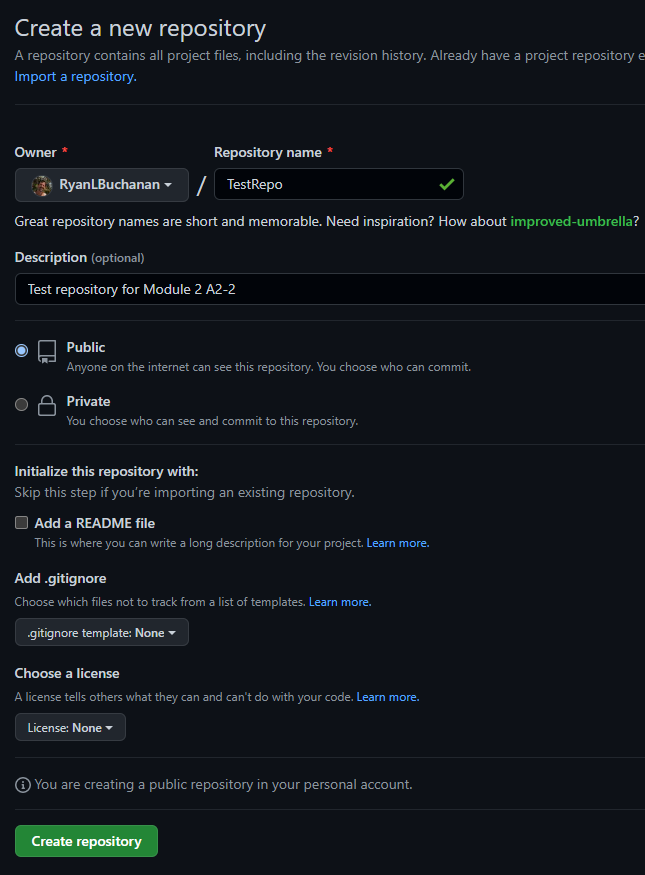 Create a new repository
A repository contains all project files, including the revision history. Already have a project repository
Import a repository.
Owner * Repository name *
RyanLBuchanan / TestRepo
Great repository names are short and memorable. Need inspiration? How about improved-umbrella?
Description (optional)
Test repository for Module 2 A2-2
Public
Anyone on the internet can see this repository. You choose who can commit.
Private
You choose who can see and commit to this repository.
Initialize this repository with:
Skip this step if you're importing an existing repository.
Add a README file
This is where you can write a long description for your project. Learn more.
Add .gitignore
Choose which files not to track from a list of templates. Learn more.
.gitignore template: None
Choose a license
A license tells others what they can and can't do with your code. Learn more.
License: None
You are creating a public repository in your personal account.
Create repository